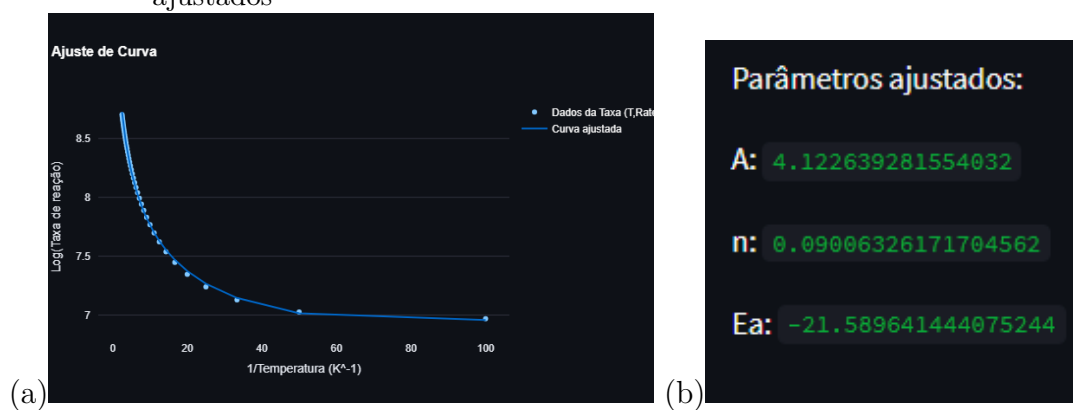 ajustados
Ajuste de Curva
Dados da Taxa (T,Rate
Curva ajustada
8.5
8
7.5
7
Log(Taxa de reação)
0 20 40 60 80 100
1/Temperatura (K^-1)
(a)
Parâmetros ajustados:
A: 4.122639281554032
n: 0.09006326171704562
Ea: -21.589641444075244
(b)